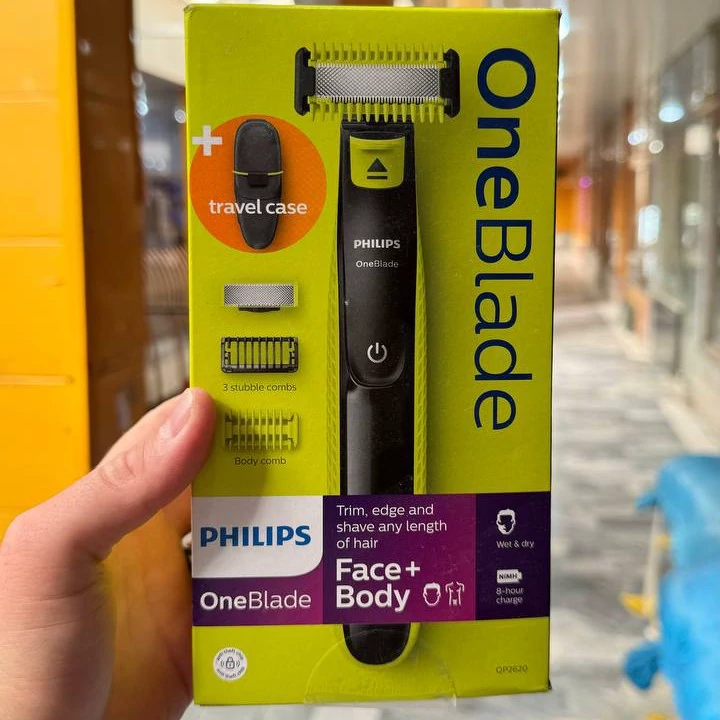 OneBlade
+
travel case
PHILIPS
OneBlade
3 stubble combs
Body comb
PHILIPS
OneBlade
Trim, edge and
shave any length
of hair
Face+
Body
Wet & dry
NiMH
8-hour
charge
QP2620